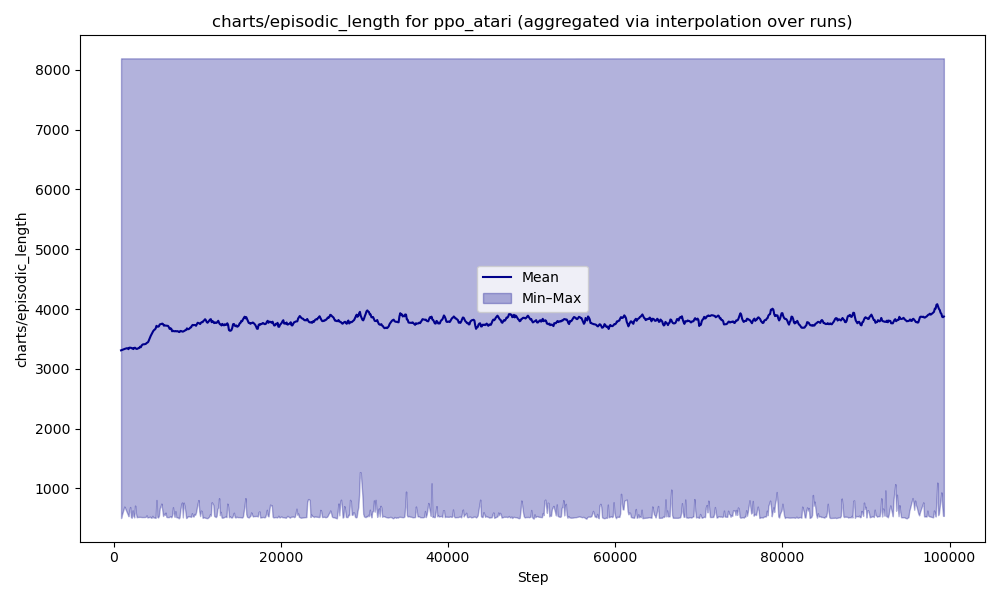 charts/episodic_length for ppo_atari (aggregated via interpolation over runs)
8000
7000
6000
5000
4000
3000
2000
1000
charts/episodic_length
Mean
Min–Max
0 20000 40000 60000 80000 100000
Step